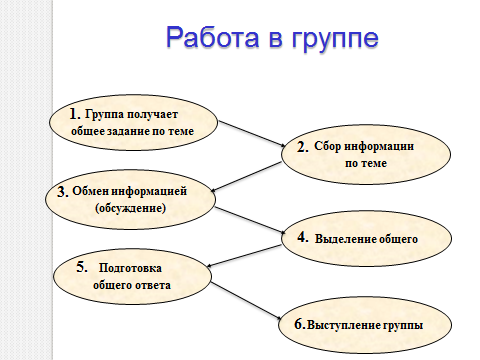 Работа в группе
1. Группа получает
общее задание по теме
2. Сбор информации
по теме
3. Обмен информацией
(обсуждение)
4. Выделение общего
5. Подготовка
общего ответа
6.Выступление группы